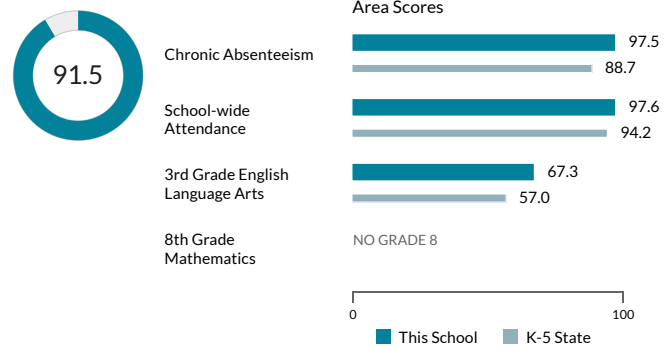 91.5
Area Scores
Chronic Absenteeism
97.5
88.7
School-wide
Attendance
97.6
94.2
3rd Grade English
Language Arts
67.3
57.0
8th Grade
Mathematics
NO GRADE 8
0
100
This School
K-5 State